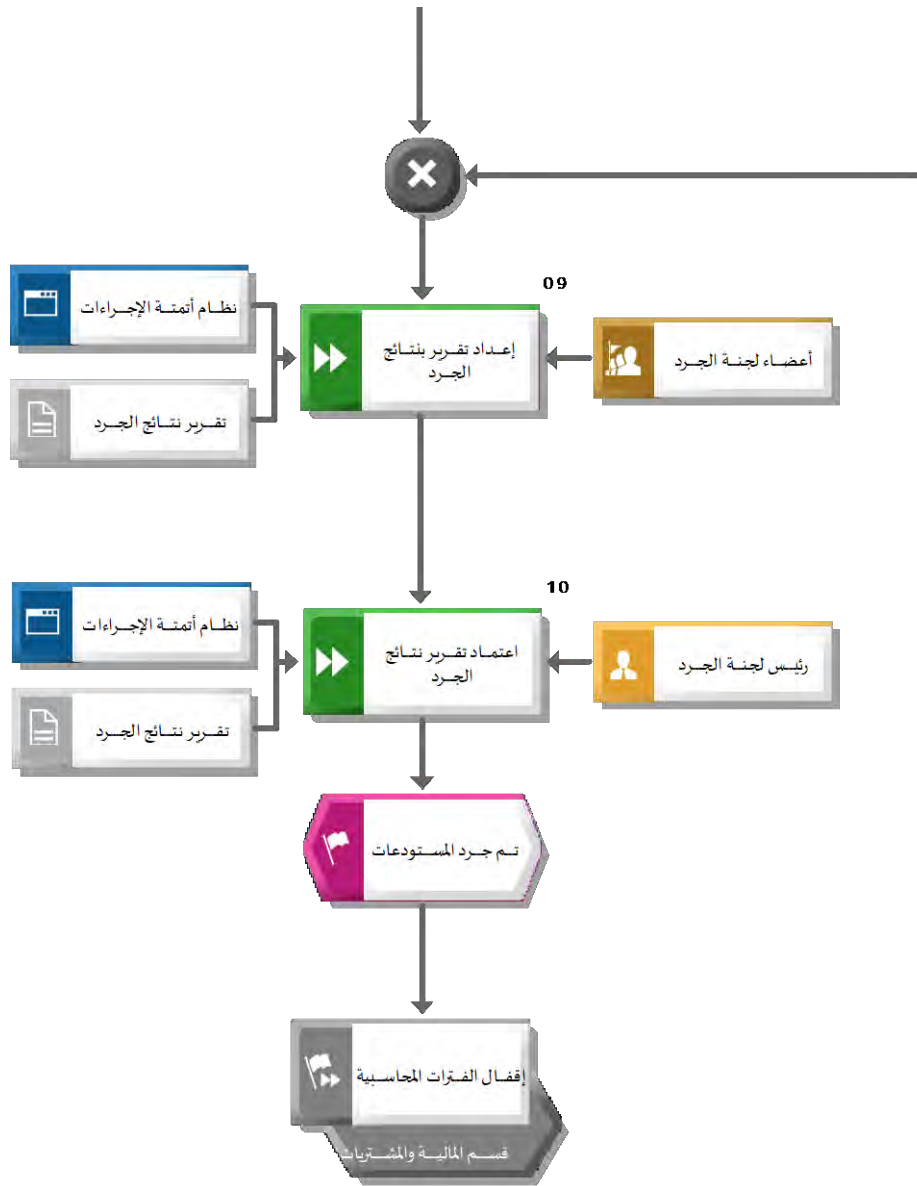 09
نظام أتمتة الإجراءات
إعداد تقرير بنتائج
الجرد
أعضاء لجنة الجرد
تقرير نتائج الجرد
10
نظام أتمتة الإجراءات
اعتماد تقرير نتائج
الجرد
رئيس لجنة الجرد
تقرير نتائج الجرد
تم جرد المستودعات
إقفال الفترات المحاسبية
قسم المالية والمشتريات